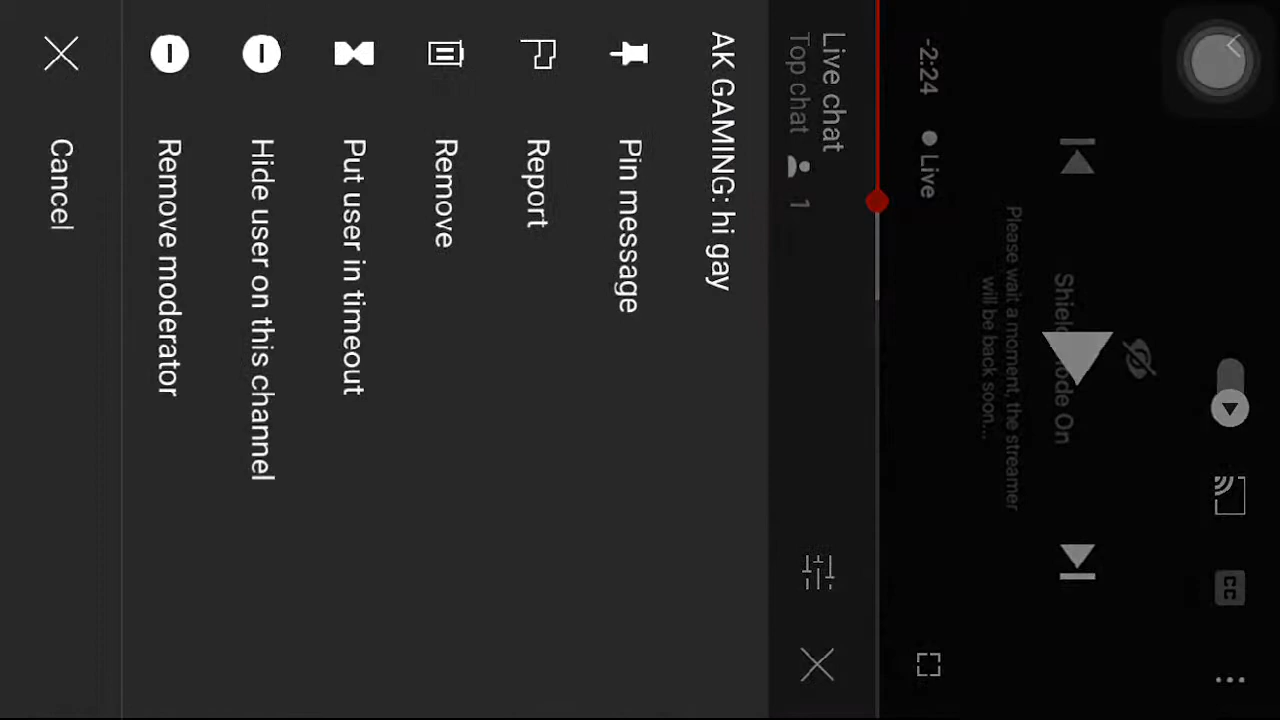 CC
Shield Mode On
Please wait a moment, the streamer
will be back soon...
-2:24 Live
Live chat
Top chat 1
AK GAMING: hi gay
Pin message
Report
Remove
Put user in timeout
Hide user on this channel
Remove moderator
Cancel